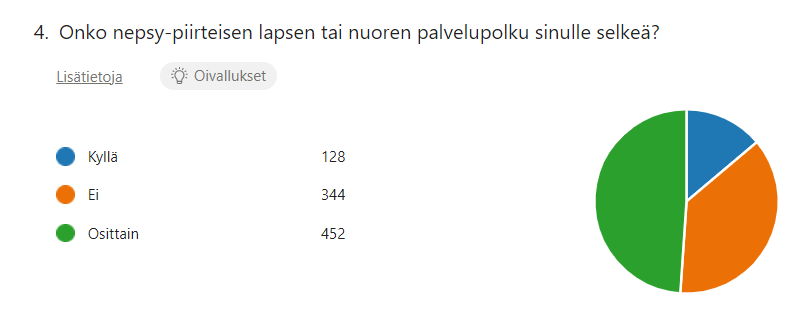 4. Onko nepsy-piirteisen lapsen tai nuoren palvelupolku sinulle selkeä?
Lisätietoja Oivallukset
Kyllä 128
Ei 344
Osittain 452